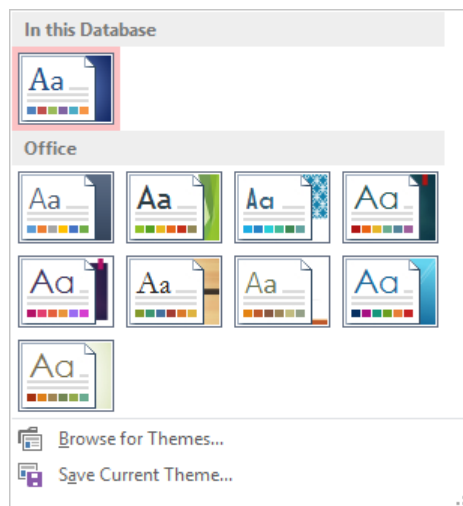 In this Database
Aa
Office
Aa Aa Aa Aa
Aa Aa Aa Aa
Aa
Browse for Themes...
Save Current Theme...